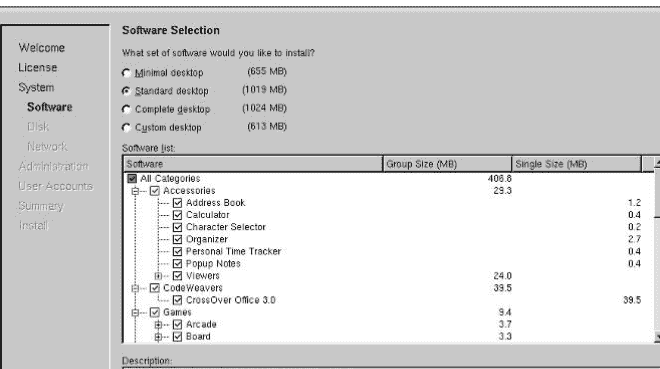 Welcome
License
System
Software
Disk
Network
Administration
User Accounts
Summary
Install
Software Selection
What set of software would you like to install?
Minimal desktop (655 MB)
Standard desktop (1019 MB)
Complete desktop (1024 MB)
Custom desktop (613 MB)
Software list:
Software Group Size (MB) Single Size (MB)
All Categories 406.8
Accessories 29.3
Address Book 1.2
Calculator 0.4
Character Selector 0.2
Organizer 2.7
Personal Time Tracker 0.4
Popup Notes 0.4
Viewers 24.0
CodeWeavers 39.5
CrossOver Office 3.0 39.5
Games 9.4
Arcade 3.7
Board 3.3
Description: